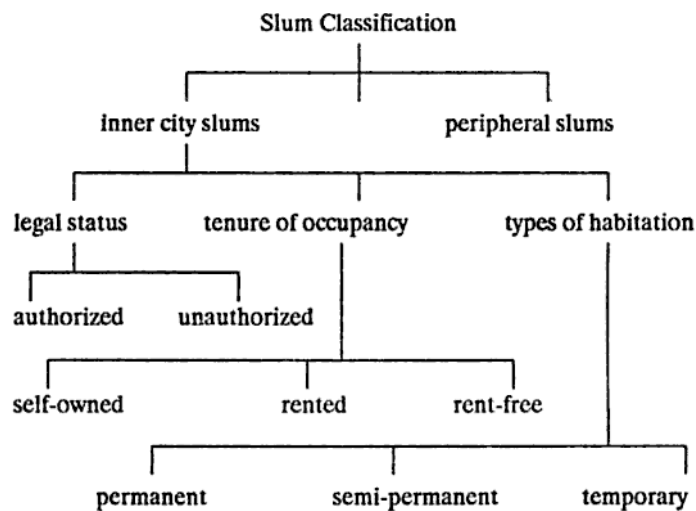 Slum Classification
inner city slums peripheral slums
legal status tenure of occupancy types of habitation
authorized unauthorized
self-owned rented rent-free
permanent semi-permanent temporary